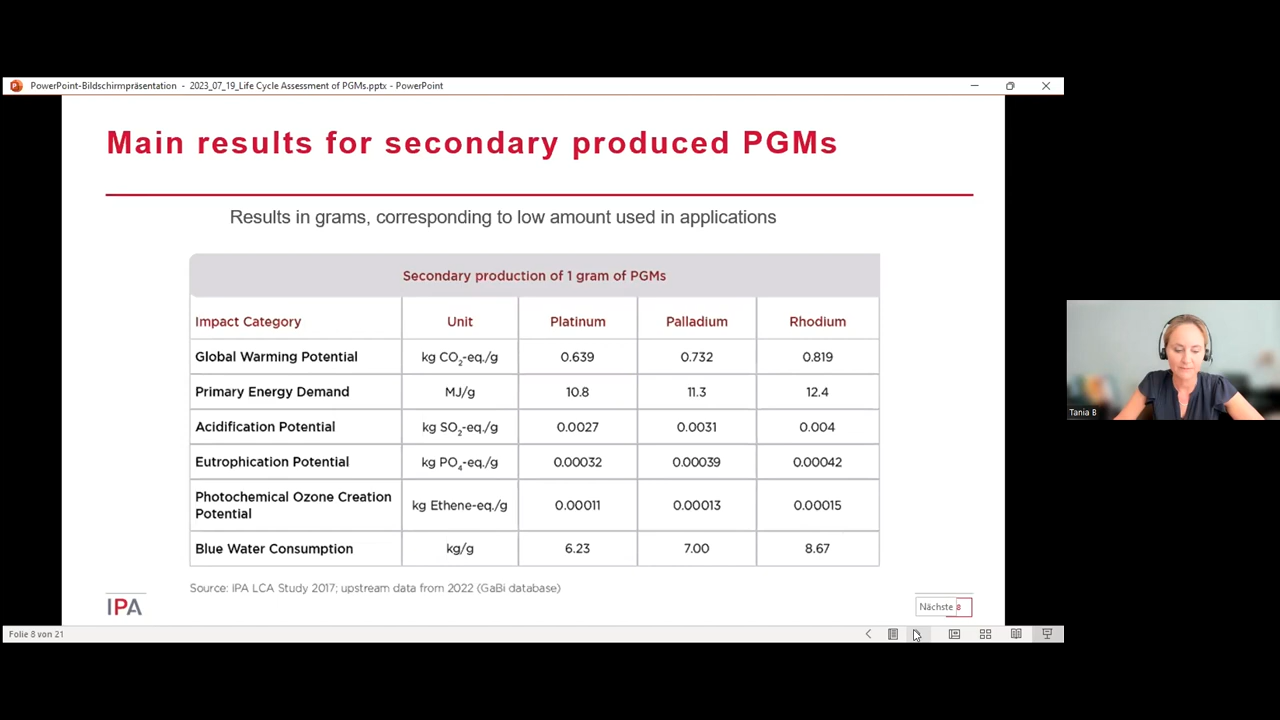 PowerPoint-Bildschirmpräsentation - 2023_07_19_Life Cycle Assessment of PGMs.pptx - PowerPoint
Main results for secondary produced PGMs
Results in grams, corresponding to low amount used in applications
Secondary production of 1 gram of PGMs
Impact Category Unit Platinum Palladium Rhodium
Global Warming Potential kg CO₂-eq./g 0.639 0.732 0.819
Primary Energy Demand MJ/g 10.8 11.3 12.4
Acidification Potential kg SO₂-eq./g 0.0027 0.0031 0.004
Eutrophication Potential kg PO₄-eq./g 0.00032 0.00039 0.00042
Photochemical Ozone Creation
Potential kg Ethene-eq./g 0.00011 0.00013 0.00015
Blue Water Consumption kg/g 6.23 7.00 8.67
Source: IPA LCA Study 2017; upstream data from 2022 (GaBi database)
IPA
Nächste 8
Folie 8 von 21
Tania B